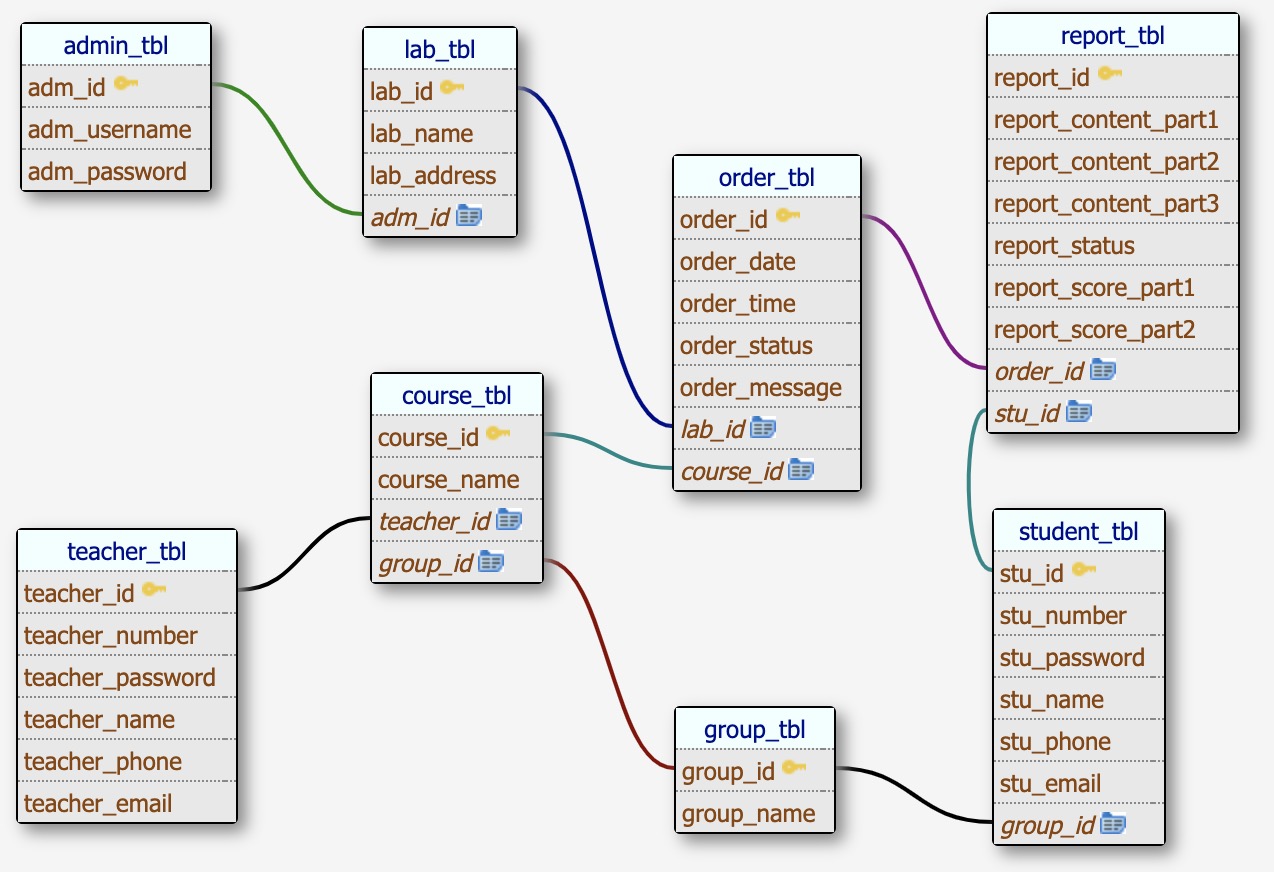 admin_tbl
adm_id
adm_username
adm_password
lab_tbl
lab_id
lab_name
lab_address
adm_id
order_tbl
order_id
order_date
order_time
order_status
order_message
lab_id
course_id
report_tbl
report_id
report_content_part1
report_content_part2
report_content_part3
report_status
report_score_part1
report_score_part2
order_id
stu_id
course_tbl
course_id
course_name
teacher_id
group_id
teacher_tbl
teacher_id
teacher_number
teacher_password
teacher_name
teacher_phone
teacher_email
group_tbl
group_id
group_name
student_tbl
stu_id
stu_number
stu_password
stu_name
stu_phone
stu_email
group_id